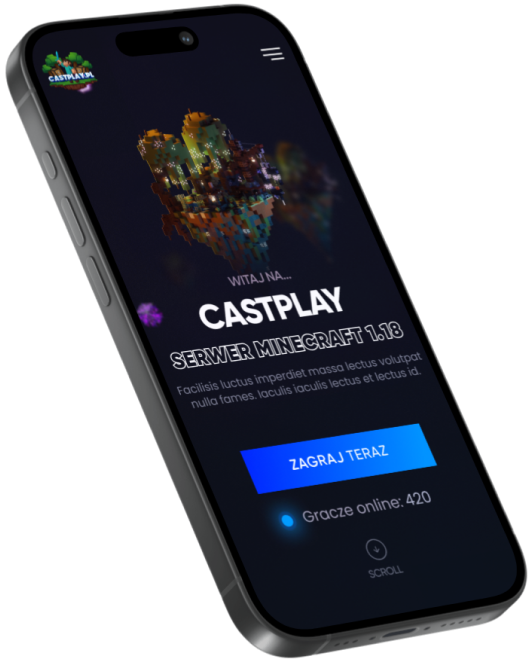 CASTPLAY.PL
WITAJ NA...
CASTPLAY
SERWER MINECRAFT 1.18
Facilisis luctus imperdiet massa lectus volutpat
nulla fames. Iaculis iaculis lectus et lectus id.
ZAGRAJ TERAZ
Gracze online: 420
SCROLL